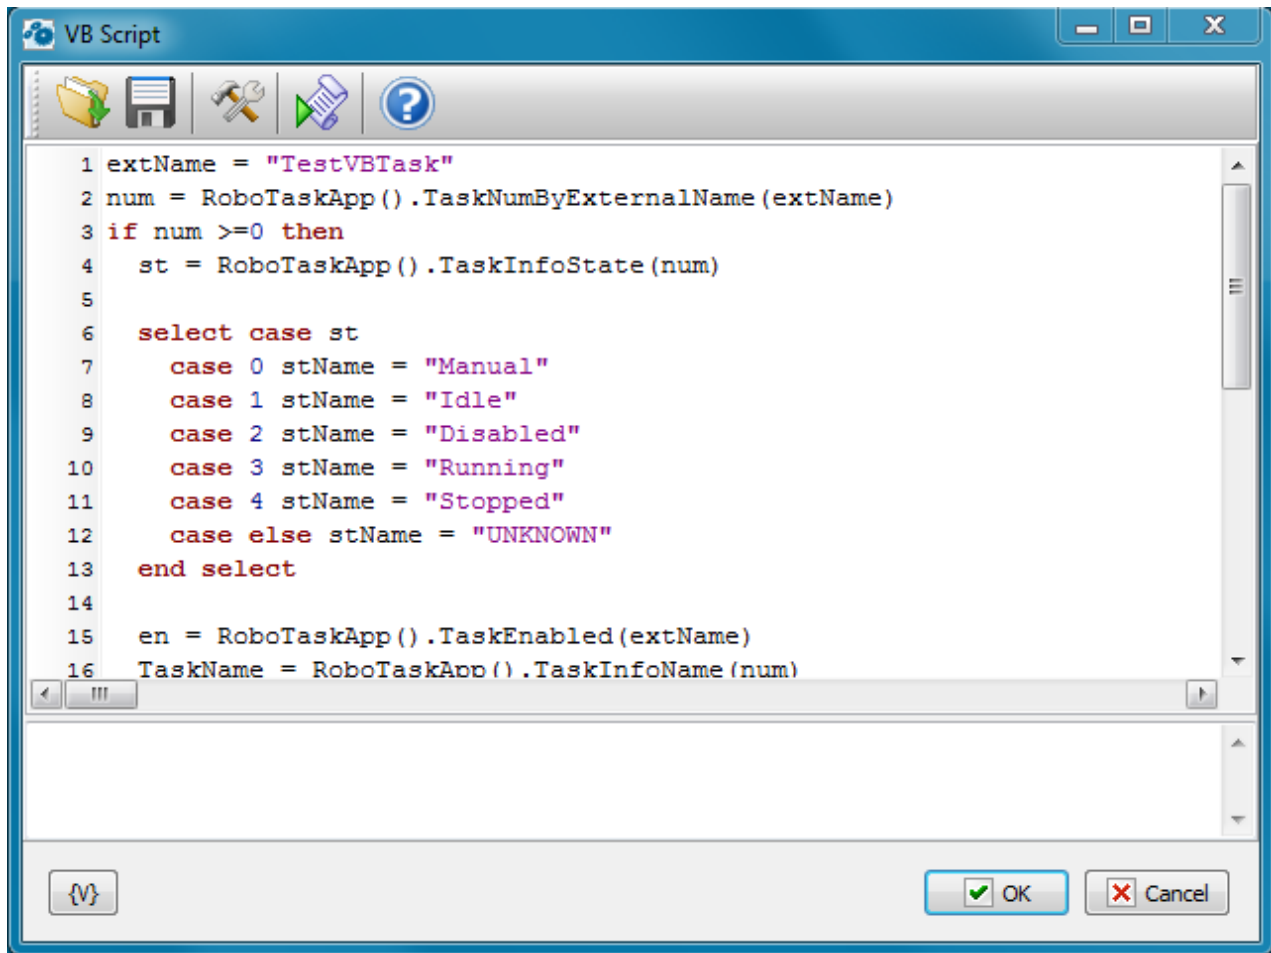 VB Script
1 extName = "TestVBTask"
2 num = RoboTaskApp().TaskNumByExternalName(extName)
3 if num >=0 then
4   st = RoboTaskApp().TaskInfoState(num)
5
6   select case st
7     case 0 stName = "Manual"
8     case 1 stName = "Idle"
9     case 2 stName = "Disabled"
10     case 3 stName = "Running"
11     case 4 stName = "Stopped"
12     case else stName = "UNKNOWN"
13   end select
14
15   en = RoboTaskApp().TaskEnabled(extName)
16   TaskName = RoboTaskApp().TaskInfoName(num)
{V} OK Cancel